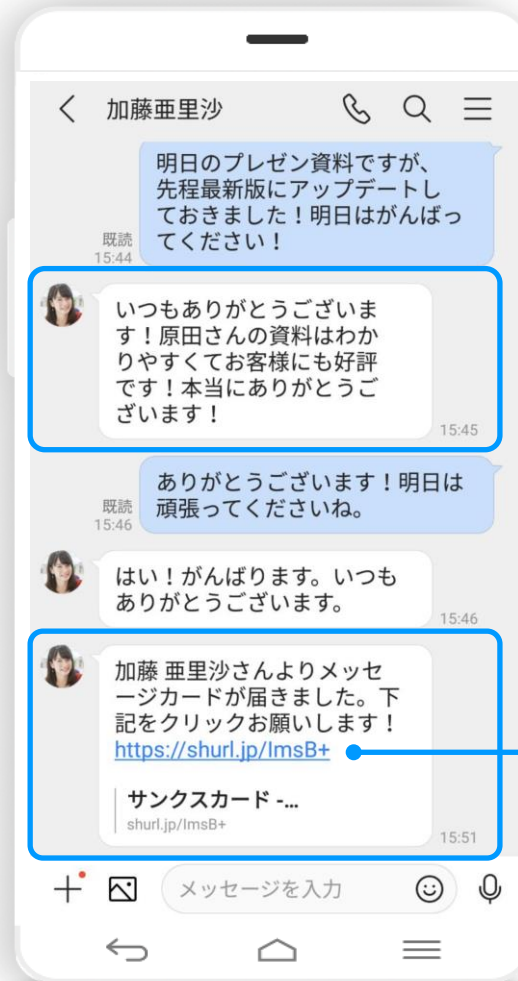 加藤亜里沙
明日のプレゼン資料ですが、
先程最新版にアップデートし
ておきました！明日はがんばっ
てください！
既読
15:44
いつもありがとうございま
す！原田さんの資料はわか
りやすくてお客様にも好評
です！本当にありがとうご
ざいます！
15:45
ありがとうございます！明日は
頑張ってくださいね。
既読
15:46
はい！がんばります。いつも
ありがとうございます。
15:46
加藤 亜里沙さんよりメッセ
ージカードが届きました。下
記をクリックお願いします！
https://shurl.jp/ImsB+
サンクスカード -...
shurl.jp/ImsB+
15:51
メッセージを入力